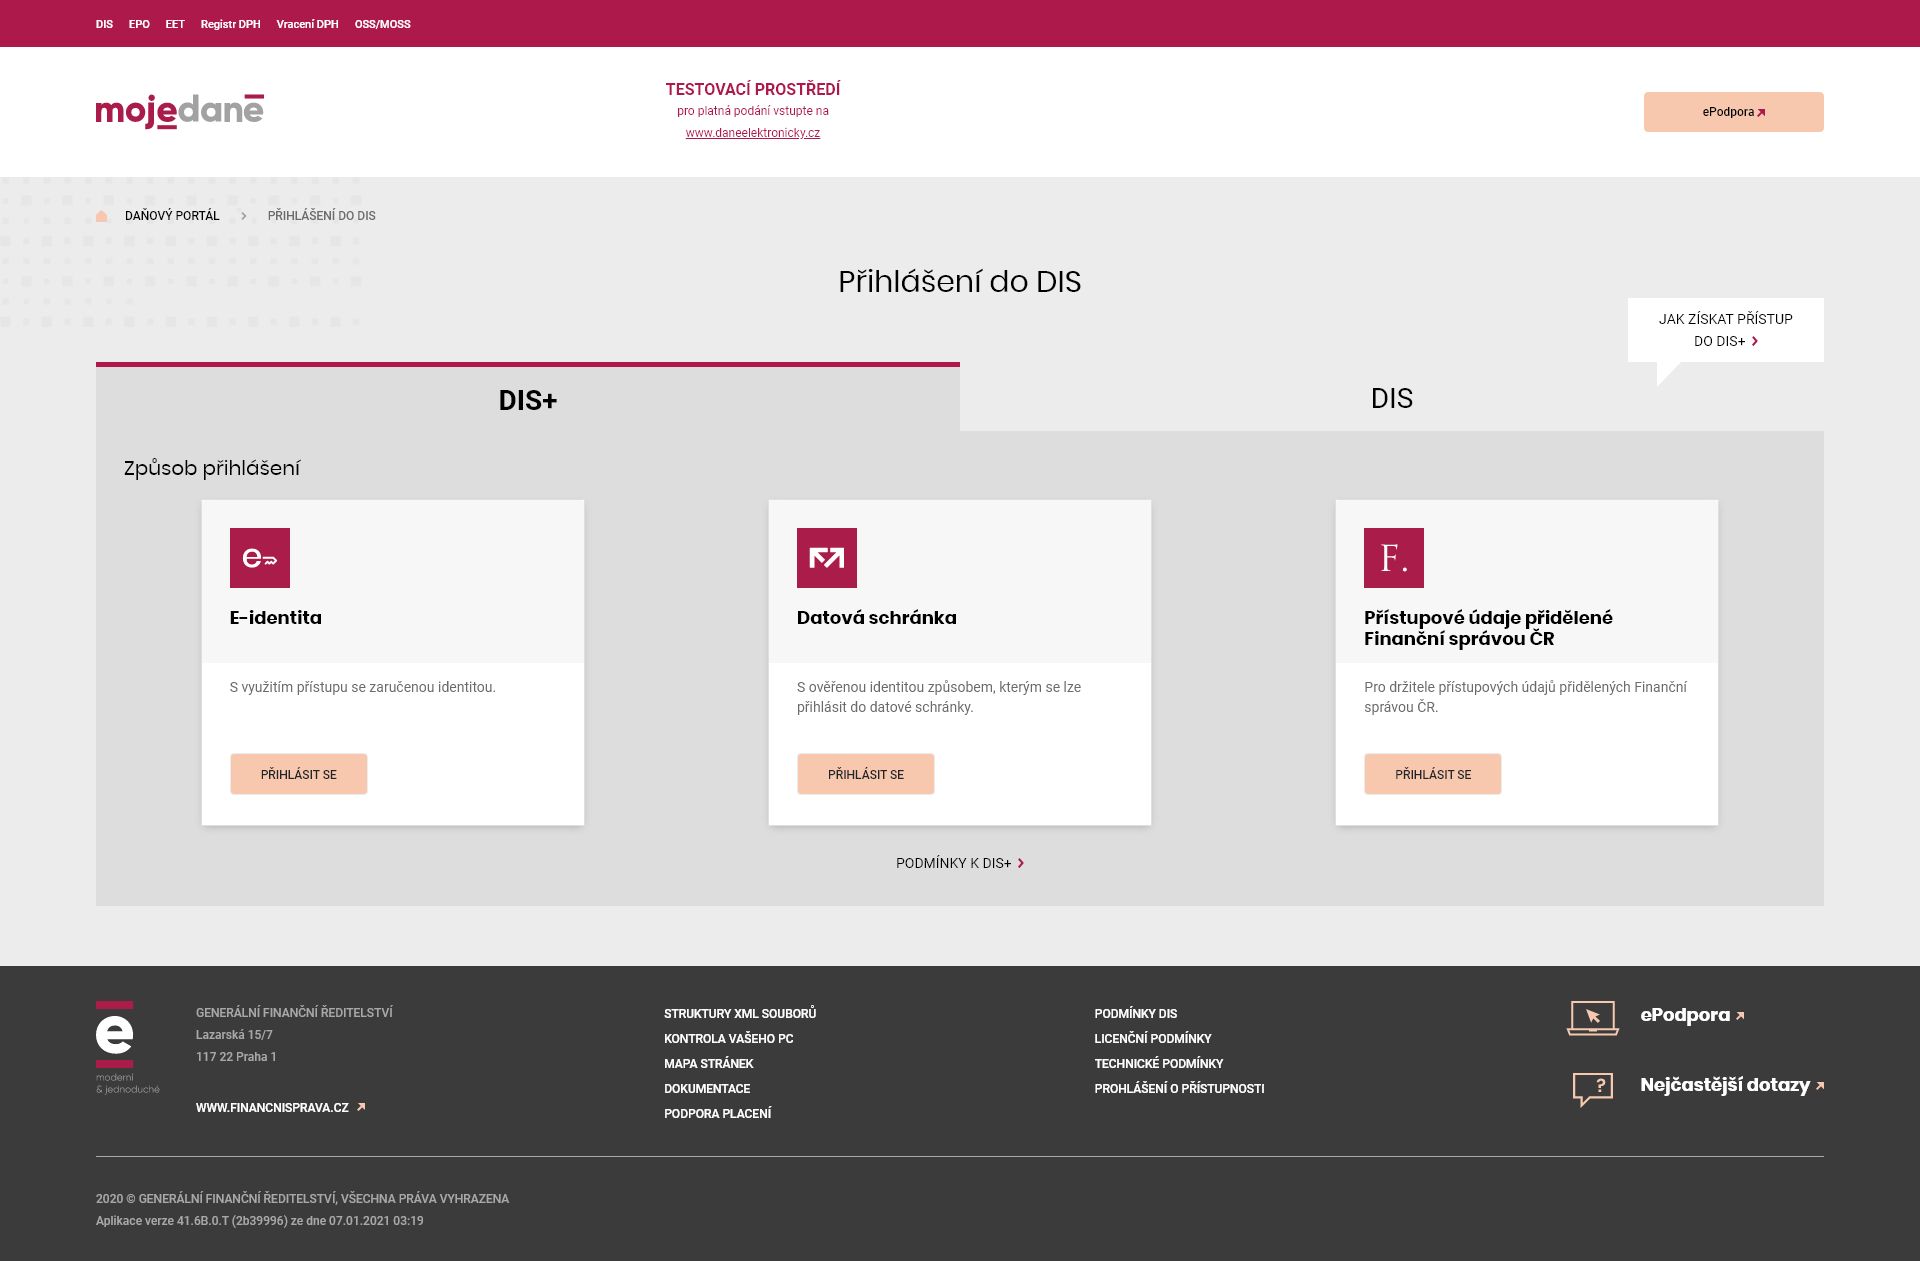 DIS EPO EET Registr DPH Vracení DPH OSS/MOSS
mojedaně
TESTOVACÍ PROSTŘEDÍ
pro platná podání vstupte na
www.daneelektronicky.cz
ePodpora
DAŇOVÝ PORTÁL
PŘIHLÁŠENÍ DO DIS
Přihlášení do DIS
JAK ZÍSKAT PŘÍSTUP
DO DIS+
DIS+
DIS
Způsob přihlášení
e
E-identita
S využitím přístupu se zaručenou identitou.
PŘIHLÁSIT SE
Datová schránka
S ověřenou identitou způsobem, kterým se lze
přihlásit do datové schránky.
PŘIHLÁSIT SE
F.
Přístupové údaje přidělené
Finanční správou ČR
Pro držitele přístupových údajů přidělených Finanční
správou ČR.
PŘIHLÁSIT SE
PODMÍNKY K DIS+
e
moderní
& jednoduché
GENERÁLNÍ FINANČNÍ ŘEDITELSTVÍ
Lazarská 15/7
117 22 Praha 1
WWW.FINANCNISPRAVA.CZ
STRUKTURY XML SOUBORŮ
KONTROLA VAŠEHO PC
MAPA STRÁNEK
DOKUMENTACE
PODPORA PLACENÍ
PODMÍNKY DIS
LICENČNÍ PODMÍNKY
TECHNICKÉ PODMÍNKY
PROHLÁŠENÍ O PŘÍSTUPNOSTI
ePodpora
?
Nejčastější dotazy
2020 © GENERÁLNÍ FINANČNÍ ŘEDITELSTVÍ, VŠECHNA PRÁVA VYHRAZENA
Aplikace verze 41.6B.0.T (2b39996) ze dne 07.01.2021 03:19